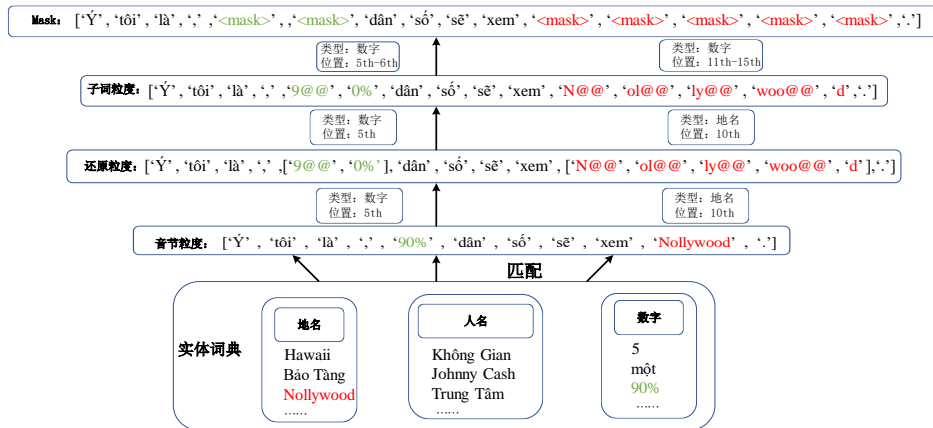 Mask： ['Ý' , 'tôi' , 'là' , ',' ,'<mask>' , ,'<mask>' , 'dân' , 'số' , 'sẽ' , 'xem' ,'<mask>' , '<mask>' , '<mask>' , '<mask>' , '<mask>' ,'.']
类型：数字
位置：5th-6th
类型：数字
位置：11th-15th
子词粒度：['Ý' , 'tôi' , 'là' , ',' ,'9@@' , '0%' , 'dân' , 'số' , 'sẽ' , 'xem' , 'N@@' , 'ol@@' , 'ly@@' , 'woo@@' , 'd','.']
类型：数字
位置：5th
类型：地名
位置：10th
还原粒度：['Ý' , 'tôi' , 'là' , ',' ,['9@@' , '0%'], 'dân' , 'số' , 'sẽ' , 'xem' , ['N@@' , 'ol@@' , 'ly@@' , 'woo@@' , 'd'],'.']
类型：数字
位置：5th
类型：地名
位置：10th
音节粒度：['Ý' , 'tôi' , 'là' , ',' , '90%' , 'dân' , 'số' , 'sẽ' , 'xem' , 'Nollywood' , '.']
匹配
实体词典
地名
Hawaii
Bảo Tàng
Nollywood
……
人名
Không Gian
Johnny Cash
Trung Tâm
……
数字
5
một
90%
……